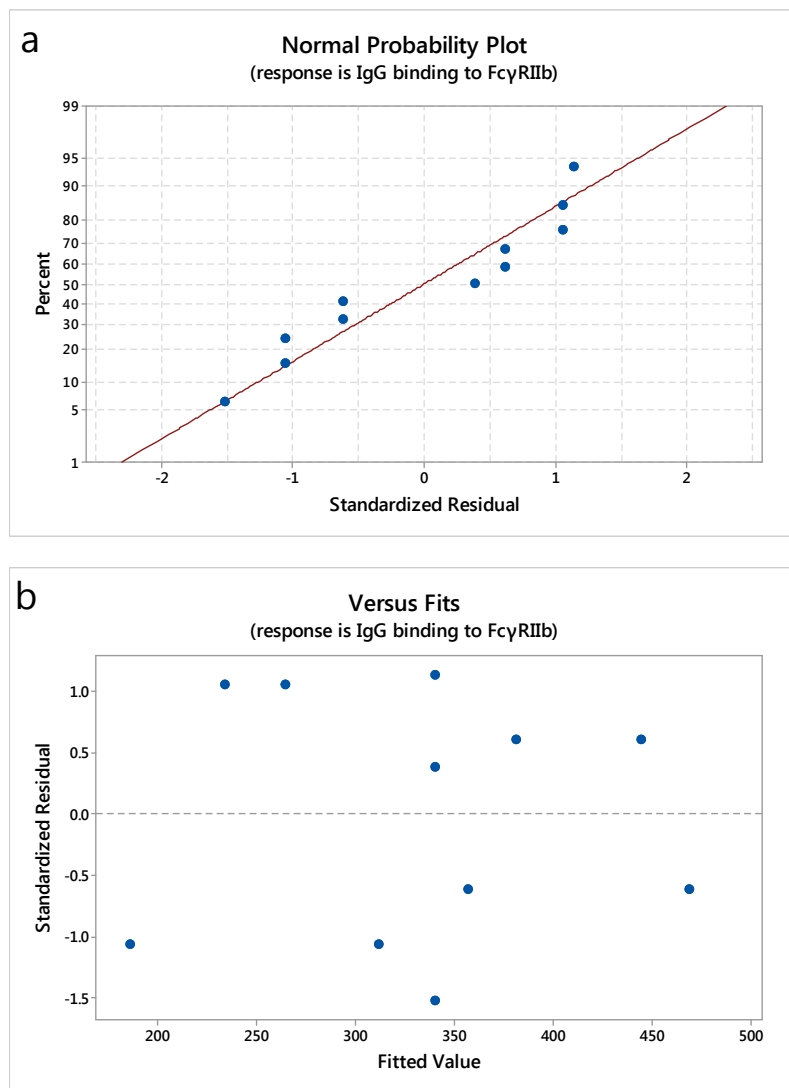 a
Normal Probability Plot
(response is IgG binding to FcγRIIb)
99
95
90
80
70
60
50
40
30
20
10
5
1
Percent
-2 -1 0 1 2
Standardized Residual
b
Versus Fits
(response is IgG binding to FcγRIIb)
1.0
0.5
0.0
-0.5
-1.0
-1.5
Standardized Residual
200 250 300 350 400 450 500
Fitted Value